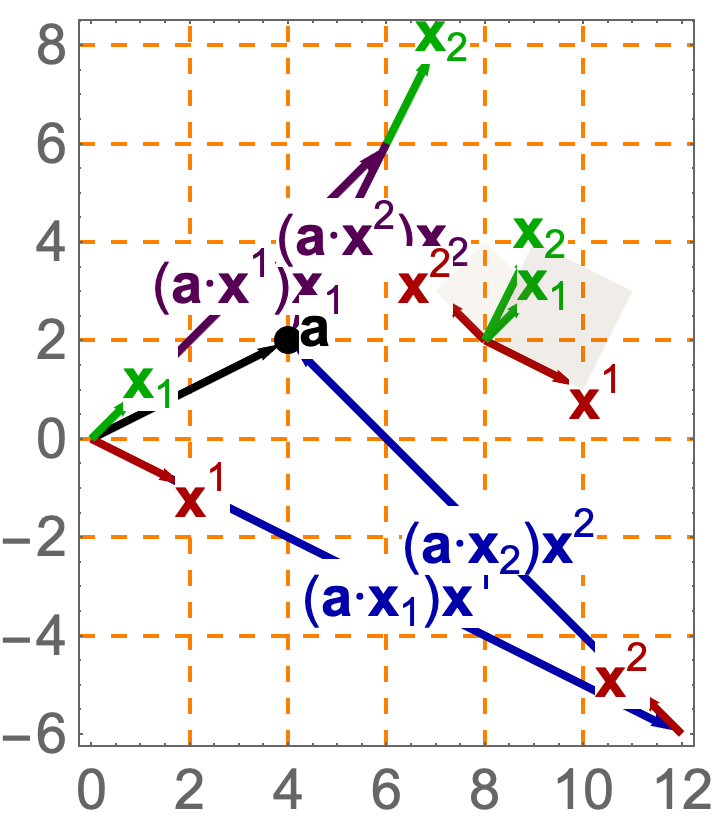 8
x₂
6
4
(a·x²)x₂
x₂
(a·x¹)x₁
x²
x₁
2
a
x₁
x¹
0
x¹
−2
(a·x₂)x²
(a·x₁)x
−4
x²
−6
0 2 4 6 8 10 12